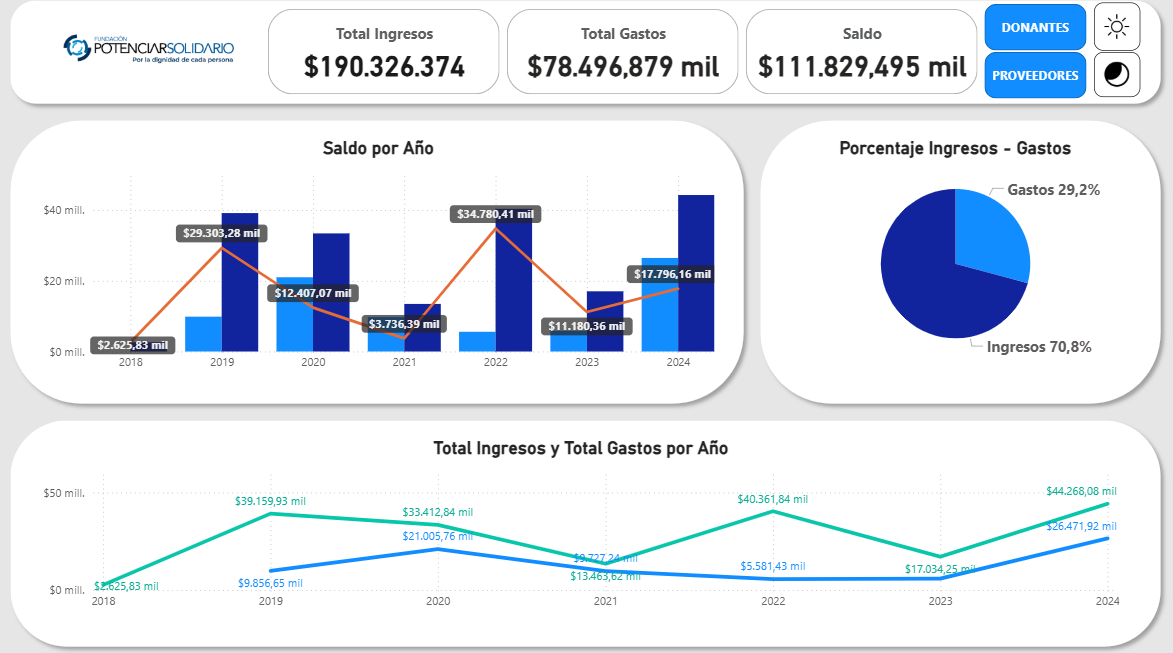 FUNDACIÓN
POTENCIARSOLIDARIO
Por la dignidad de cada persona
Total Ingresos
$190.326.374
Total Gastos
$78.496,879 mil
Saldo
$111.829,495 mil
DONANTES
PROVEEDORES
Saldo por Año
$40 mill.
$20 mill.
$0 mill.
$2.625,83 mil
$29.303,28 mil
$12.407,07 mil
$3.736,39 mil
$34.780,41 mil
$11.180,36 mil
$17.796,16 mil
2018
2019
2020
2021
2022
2023
2024
Porcentaje Ingresos - Gastos
Gastos 29,2%
Ingresos 70,8%
Total Ingresos y Total Gastos por Año
$50 mill.
$0 mill.
$2.625,83 mil
$39.159,93 mil
$9.856,65 mil
$33.412,84 mil
$21.005,76 mil
$9.727,24 mil
$13.463,62 mil
$40.361,84 mil
$5.581,43 mil
$17.034,25 mil
$44.268,08 mil
$26.471,92 mil
2018
2019
2020
2021
2022
2023
2024